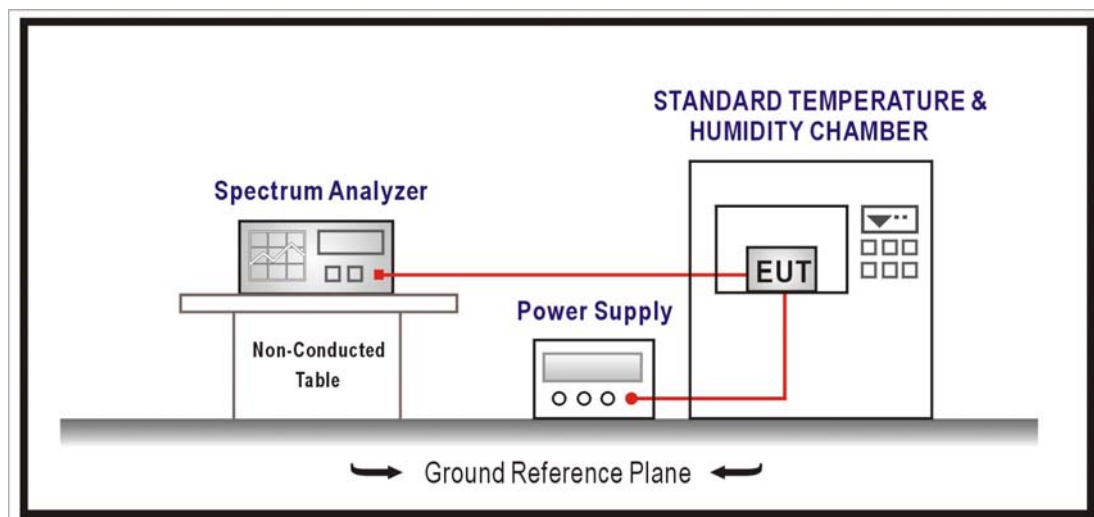 STANDARD TEMPERATURE &
HUMIDITY CHAMBER
Spectrum Analyzer
EUT
Power Supply
Non-Conducted
Table
Ground Reference Plane